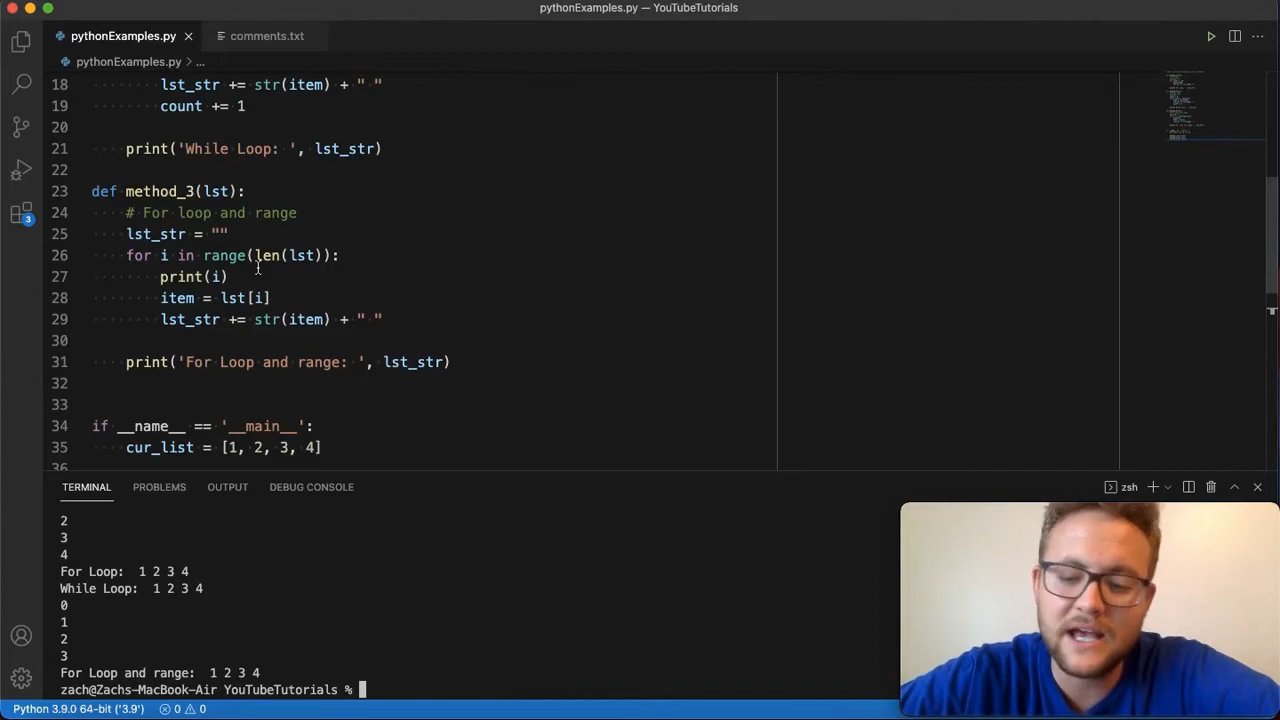 pythonExamples.py — YouTubeTutorials
pythonExamples.py
comments.txt
pythonExamples.py > ...
18 lst_str += str(item) + " "
19 count += 1
20
21 print('While Loop: ', lst_str)
22
23 def method_3(lst):
24 # For loop and range
25 lst_str = ""
26 for i in range(len(lst)):
27 print(i)
28 item = lst[i]
29 lst_str += str(item) + " "
30
31 print('For Loop and range: ', lst_str)
32
33
34 if __name__ == '__main__':
35 cur_list = [1, 2, 3, 4]
36
3
TERMINAL PROBLEMS OUTPUT DEBUG CONSOLE
zsh
2
3
4
For Loop:  1 2 3 4
While Loop:  1 2 3 4
0
1
2
3
For Loop and range:  1 2 3 4
zach@Zachs-MacBook-Air YouTubeTutorials %
Python 3.9.0 64-bit ('3.9') 0 0